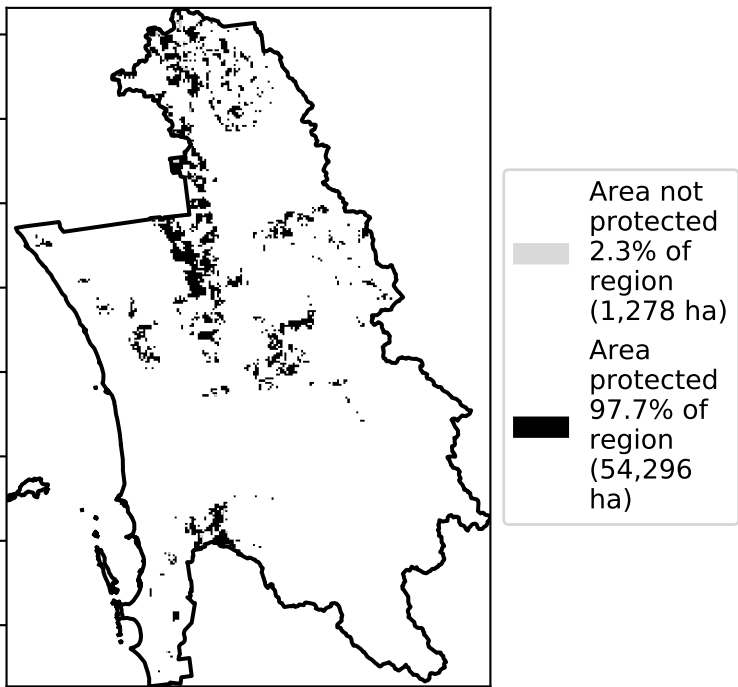 Area not
protected
2.3% of
region
(1,278 ha)
Area
protected
97.7% of
region
(54,296
ha)